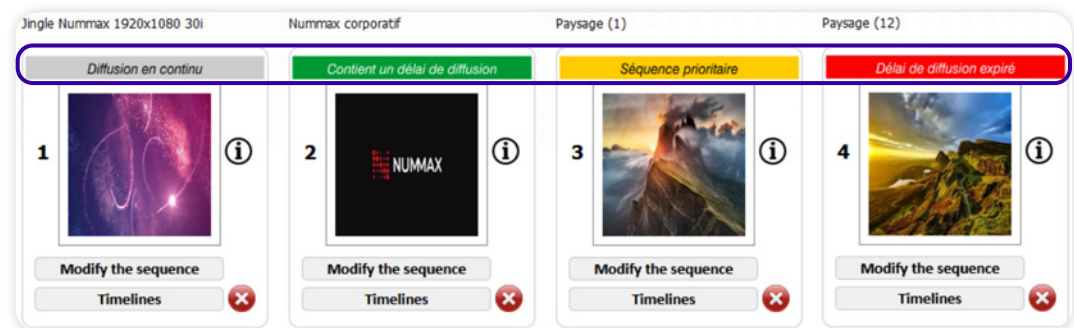 Jingle Nummax 1920x1080 30i Nummax corporatif Paysage (1) Paysage (12)
Diffusion en continu Contient un délai de diffusion Séquence prioritaire Délai de diffusion expiré
1 i 2 NUMMAX i 3 i 4 i
Modify the sequence Modify the sequence Modify the sequence Modify the sequence
Timelines Timelines Timelines Timelines